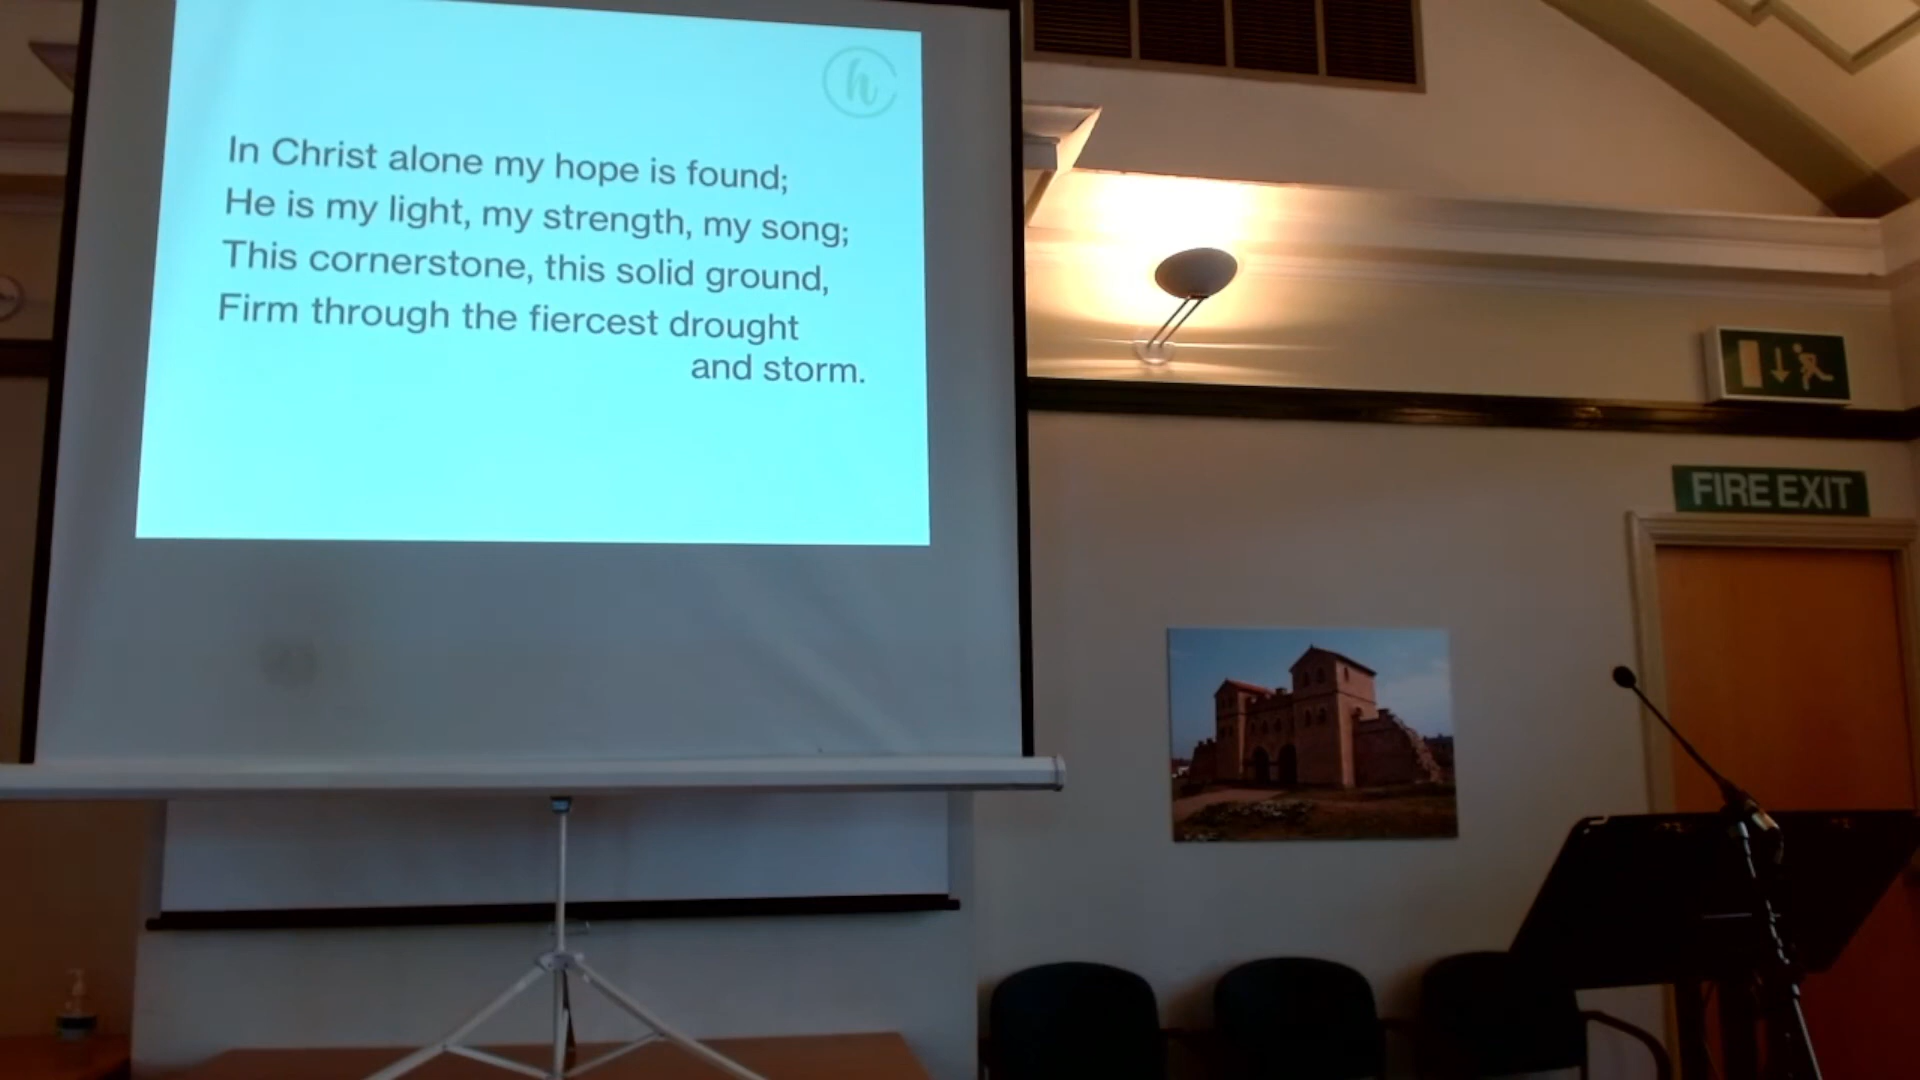 h
In Christ alone my hope is found;
He is my light, my strength, my song;
This cornerstone, this solid ground,
Firm through the fiercest drought
and storm.
FIRE EXIT